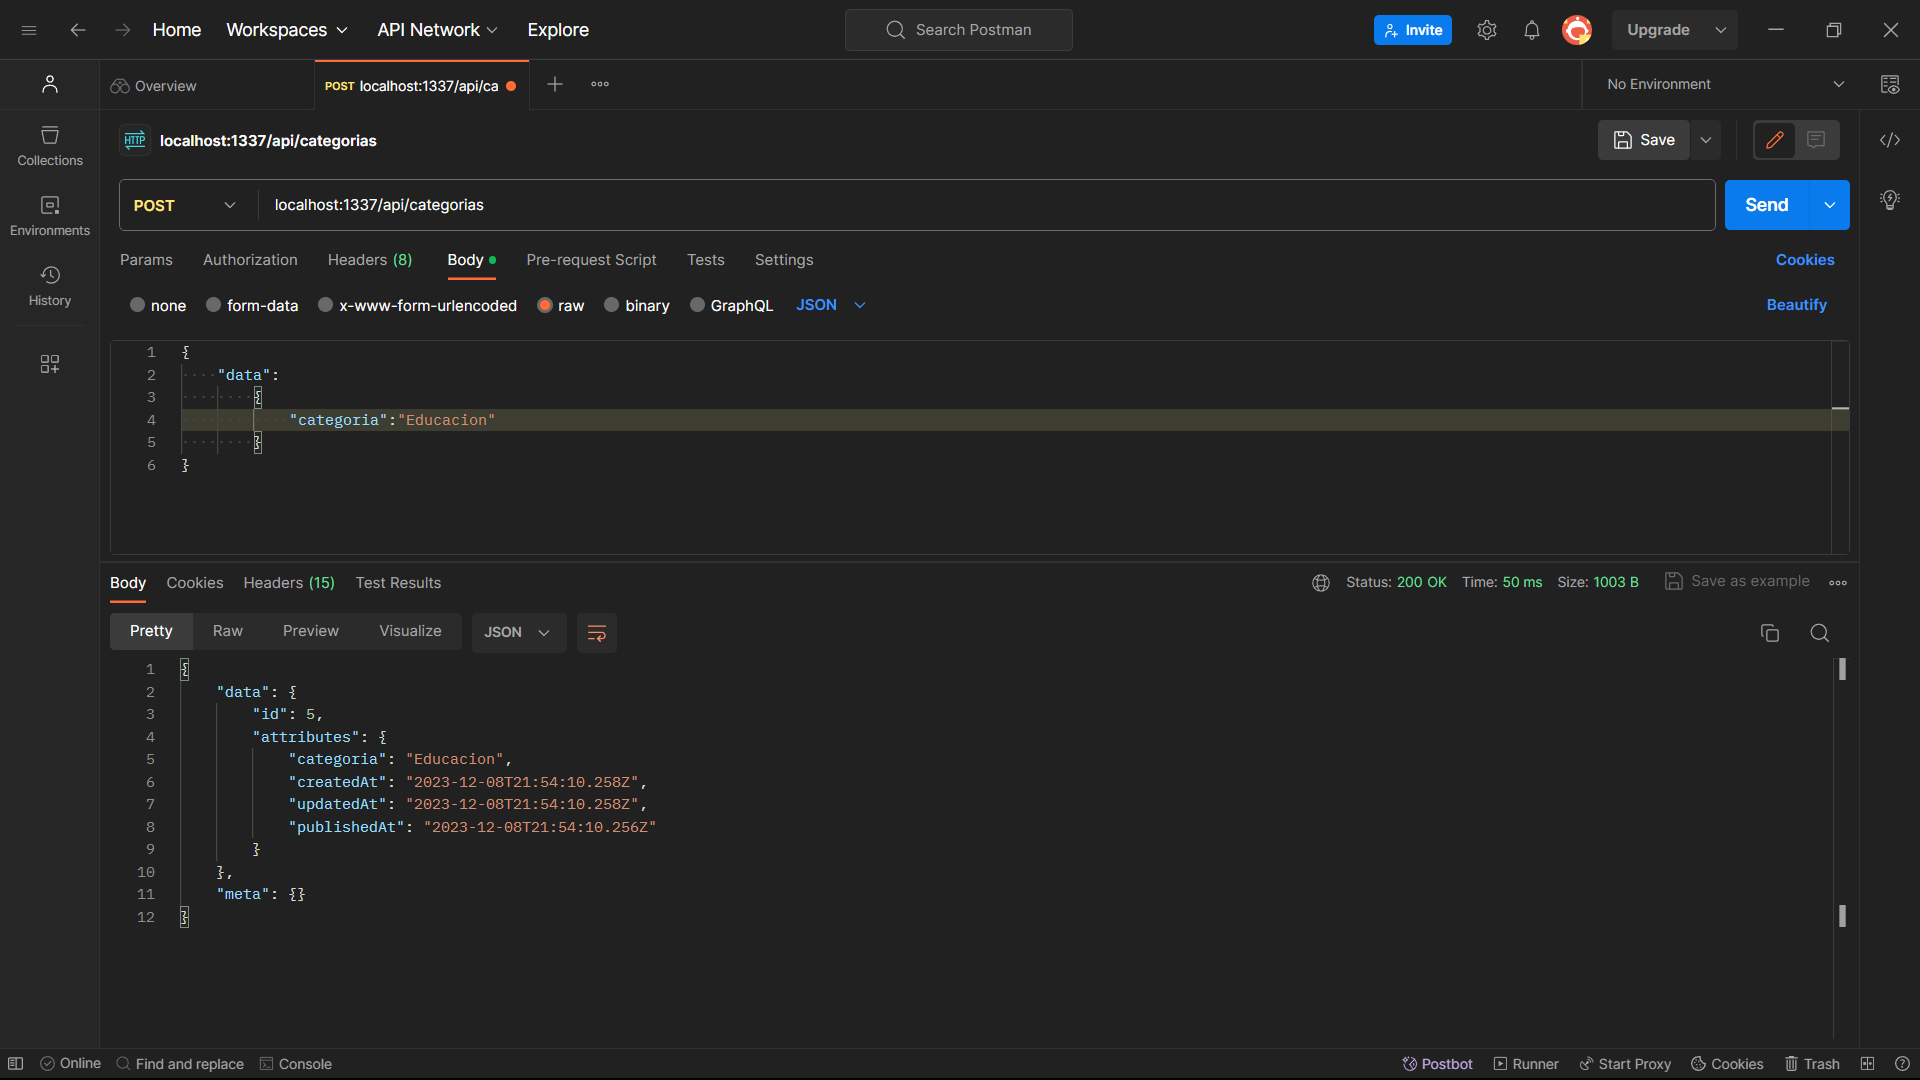 Home Workspaces API Network Explore Search Postman Invite Upgrade
Overview POST localhost:1337/api/ca No Environment
HTTP localhost:1337/api/categorias Save
Collections
Environments
History
POST localhost:1337/api/categorias Send
Params Authorization Headers (8) Body Pre-request Script Tests Settings Cookies
none form-data x-www-form-urlencoded raw binary GraphQL JSON Beautify
1 {
2 "data":
3 {
4 "categoria":"Educacion"
5 }
6 }
Body Cookies Headers (15) Test Results Status: 200 OK Time: 50 ms Size: 1003 B Save as example
Pretty Raw Preview Visualize JSON
1 {
2 "data": {
3 "id": 5,
4 "attributes": {
5 "categoria": "Educacion",
6 "createdAt": "2023-12-08T21:54:10.258Z",
7 "updatedAt": "2023-12-08T21:54:10.258Z",
8 "publishedAt": "2023-12-08T21:54:10.256Z"
9 }
10 },
11 "meta": {}
12 }
Online Find and replace Console Postbot Runner Start Proxy Cookies Trash